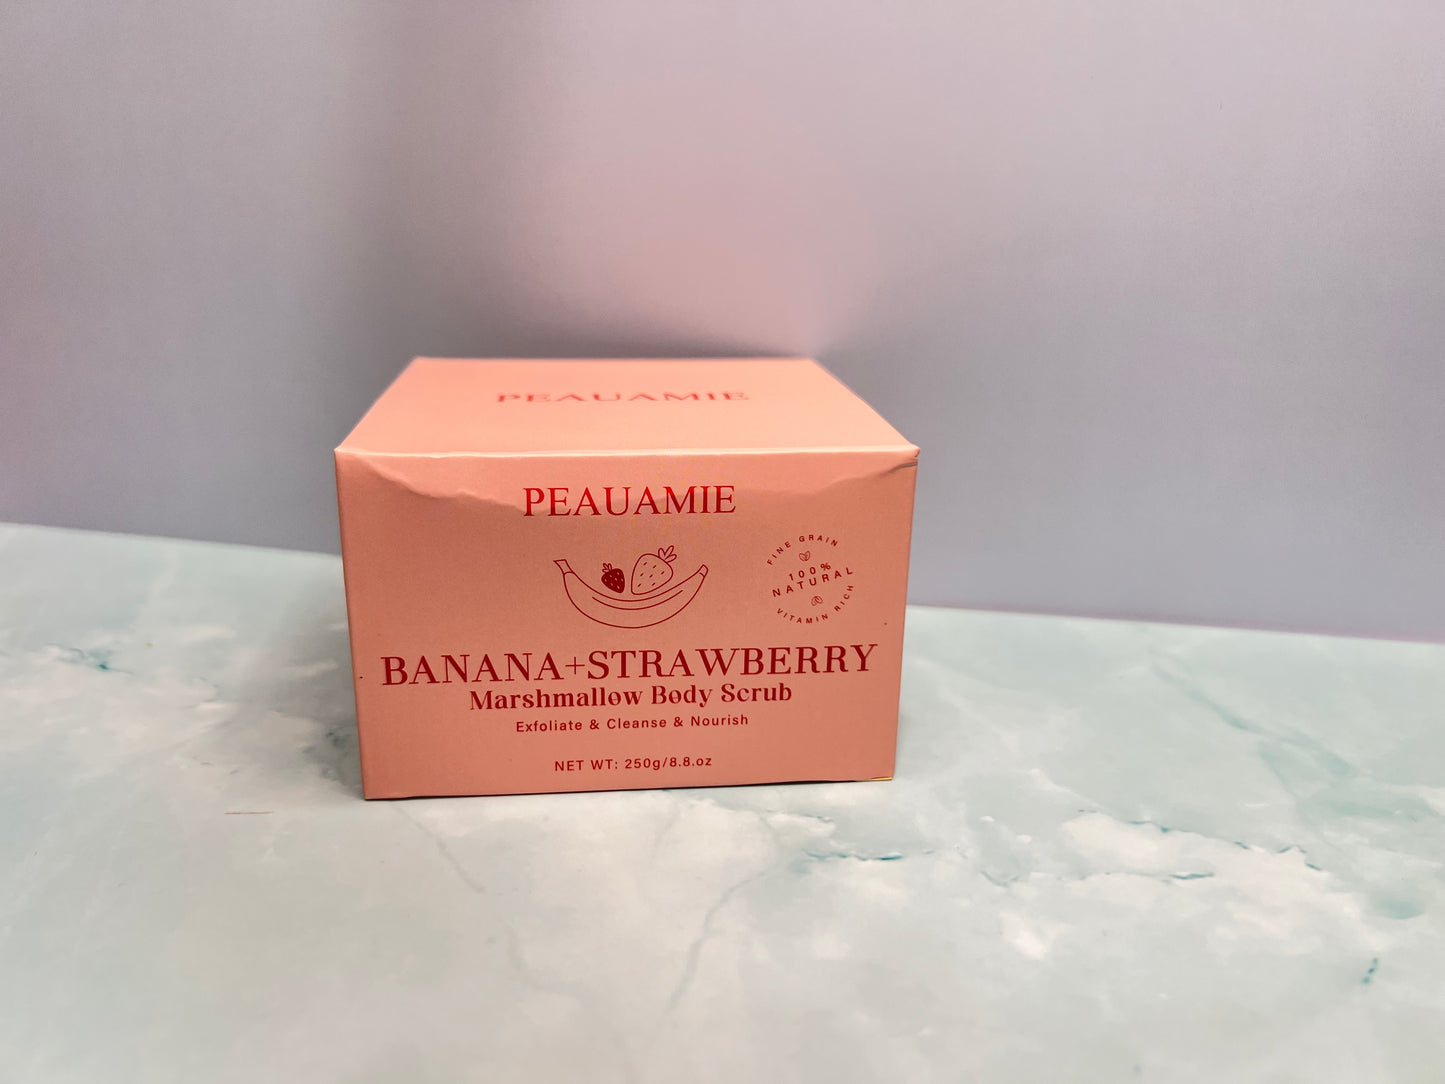 PEAUAMIE
PEAUAMIE
FINE GRAIN
100%
NATURAL
VITAMIN RICH
BANANA+STRAWBERRY
Marshmallow Body Scrub
Exfoliate & Cleanse & Nourish
NET WT: 250g/8.8.oz